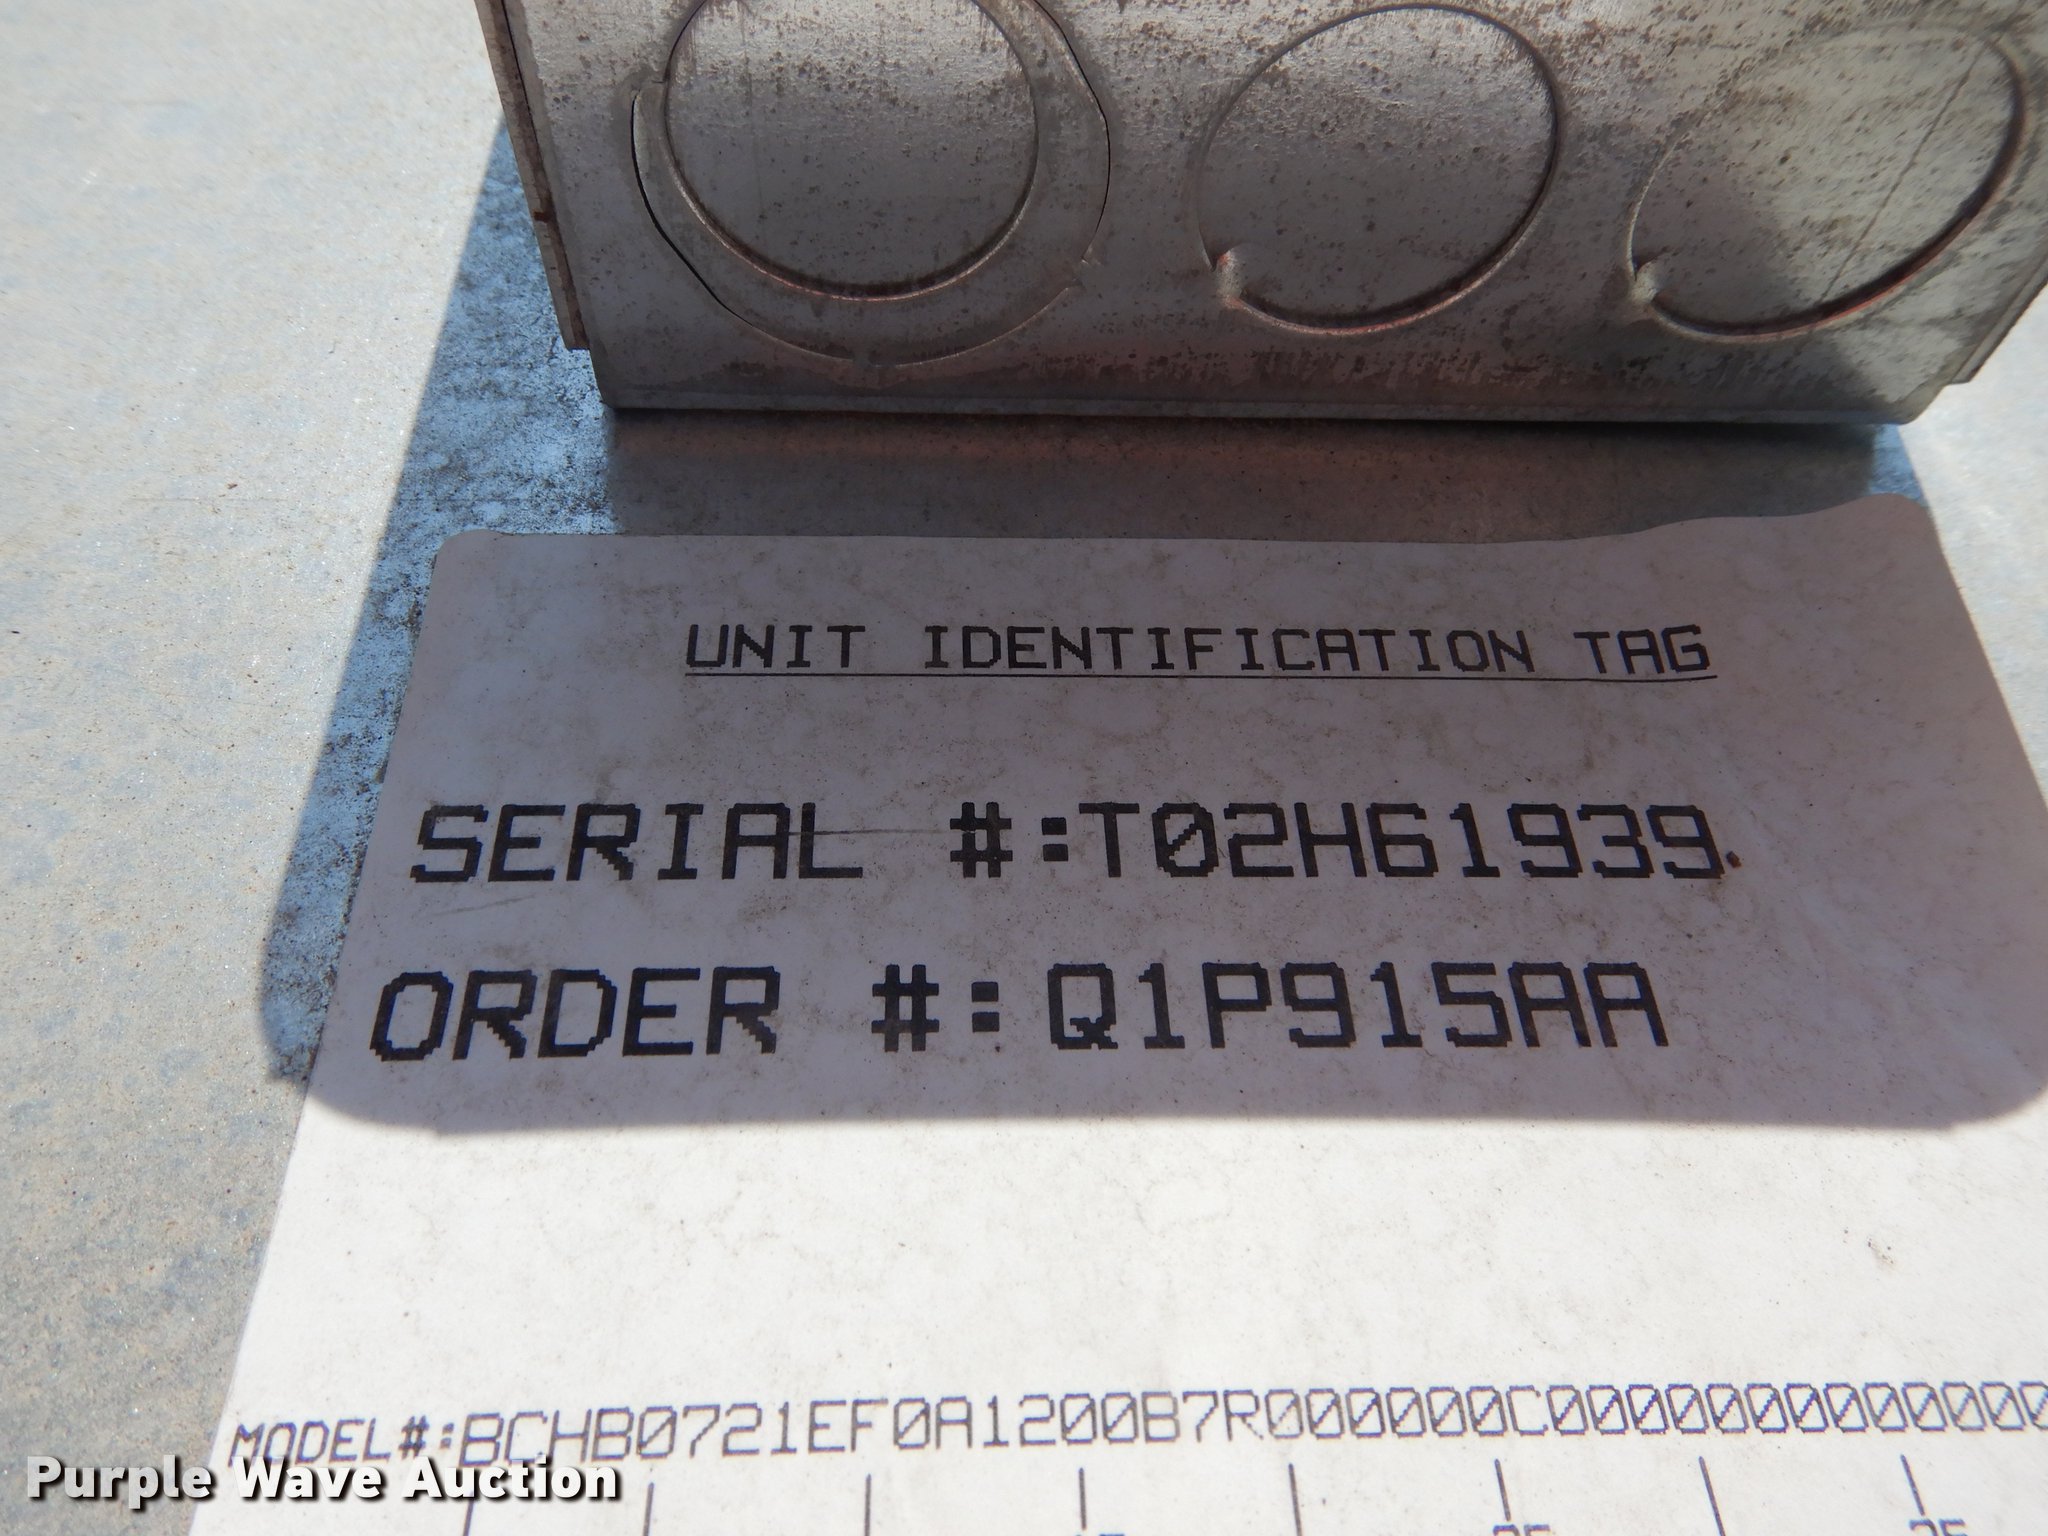 UNIT IDENTIFICATION TAG
SERIAL #:T02H61939
ORDER #:Q1P915AA
MODEL#:BCHB0721EF0A1200B7R000000C0000000000000
Purple Wave Auction